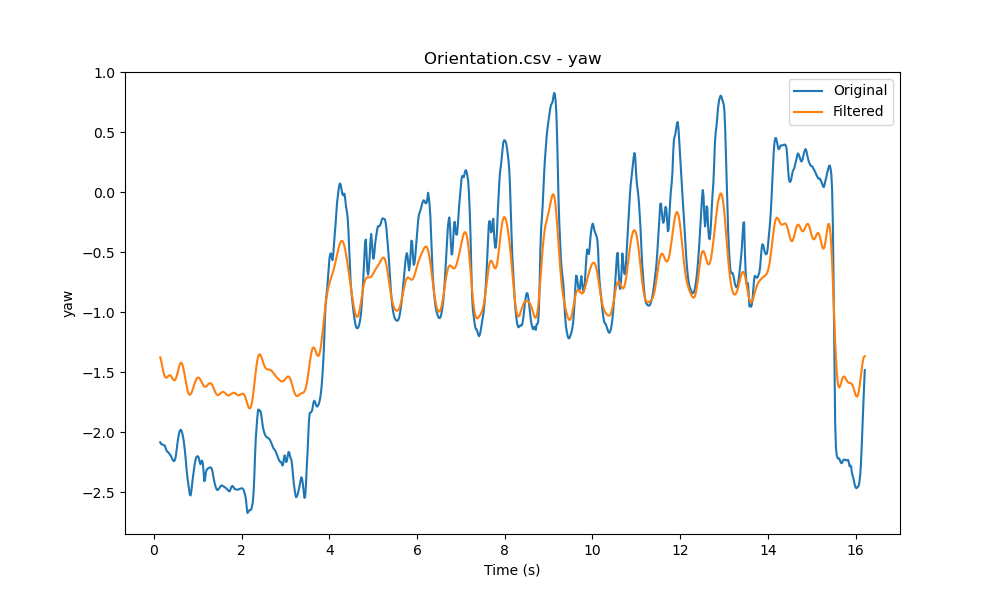 Orientation.csv - yaw
Original
Filtered
1.0
0.5
0.0
−0.5
−1.0
−1.5
−2.0
−2.5
yaw
0 2 4 6 8 10 12 14 16
Time (s)